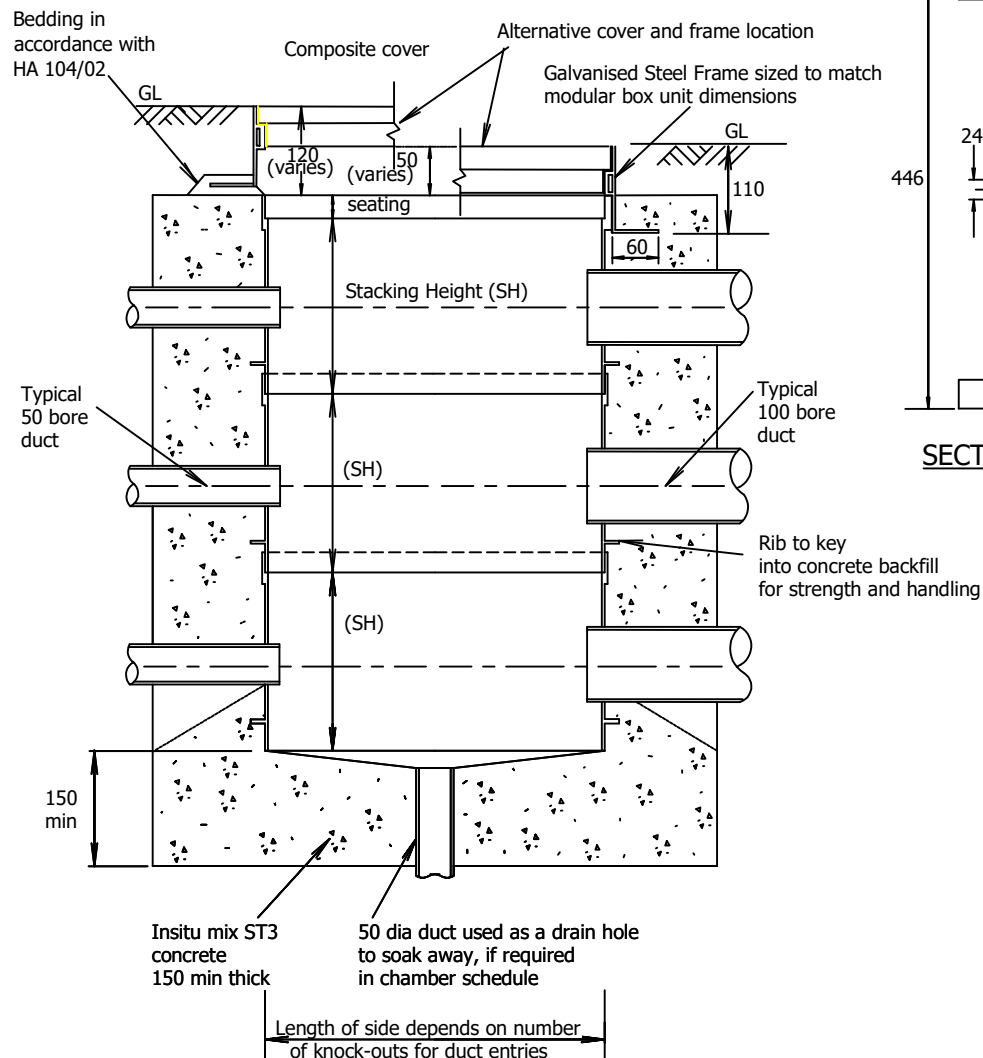 Bedding in
accordance with
HA 104/02
Composite cover
Alternative cover and frame location
Galvanised Steel Frame sized to match
modular box unit dimensions
GL
GL
120
(varies)
50
(varies)
110
seating
60
446
24
Stacking Height (SH)
Typical
50 bore
duct
Typical
100 bore
duct
SECT
(SH)
Rib to key
into concrete backfill
for strength and handling
(SH)
150
min
Insitu mix ST3
concrete
150 min thick
50 dia duct used as a drain hole
to soak away, if required
in chamber schedule
Length of side depends on number
of knock-outs for duct entries